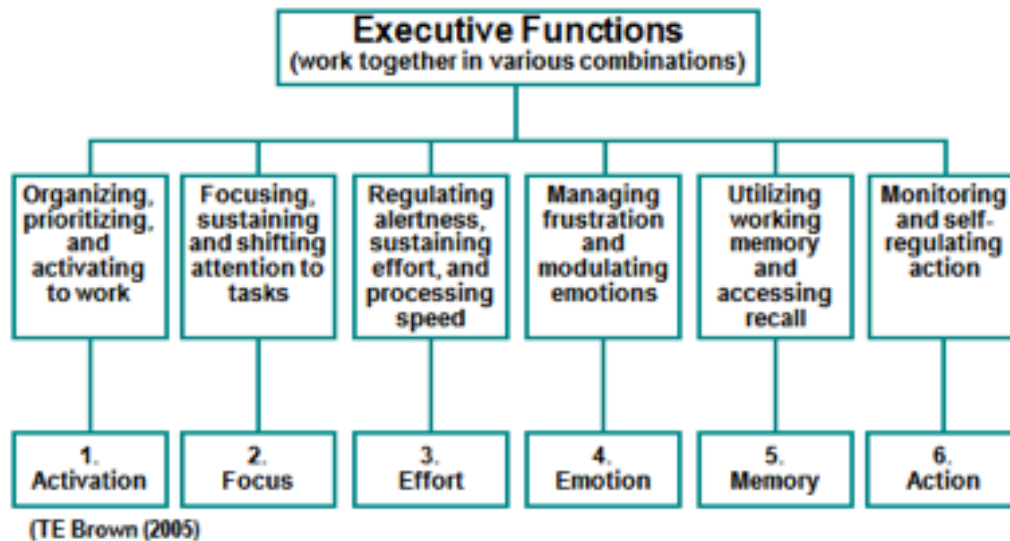 Executive Functions
(work together in various combinations)
Organizing,
prioritizing,
and
activating
to work
Focusing,
sustaining
and shifting
attention to
tasks
Regulating
alertness,
sustaining
effort, and
processing
speed
Managing
frustration
and
modulating
emotions
Utilizing
working
memory
and
accessing
recall
Monitoring
and self-
regulating
action
1.
Activation
2.
Focus
3.
Effort
4.
Emotion
5.
Memory
6.
Action
(TE Brown (2005)